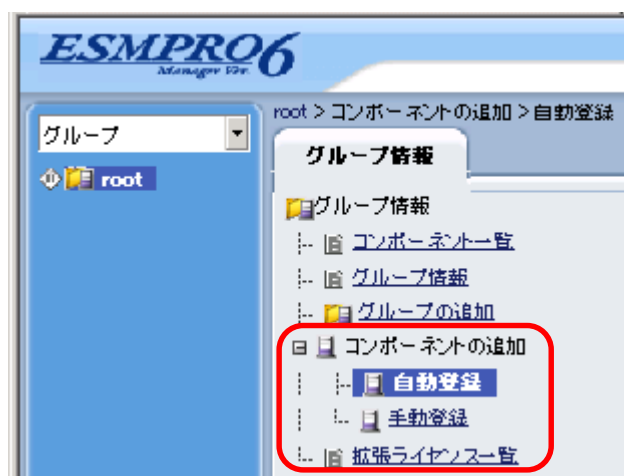 ESMPRO6
Manager Ver.
root > コンポーネントの追加 > 自動登録
グループ
グループ情報
root
グループ情報
コンポーネント一覧
グループ情報
グループの追加
コンポーネントの追加
自動登録
手動登録
拡張ライセンス一覧